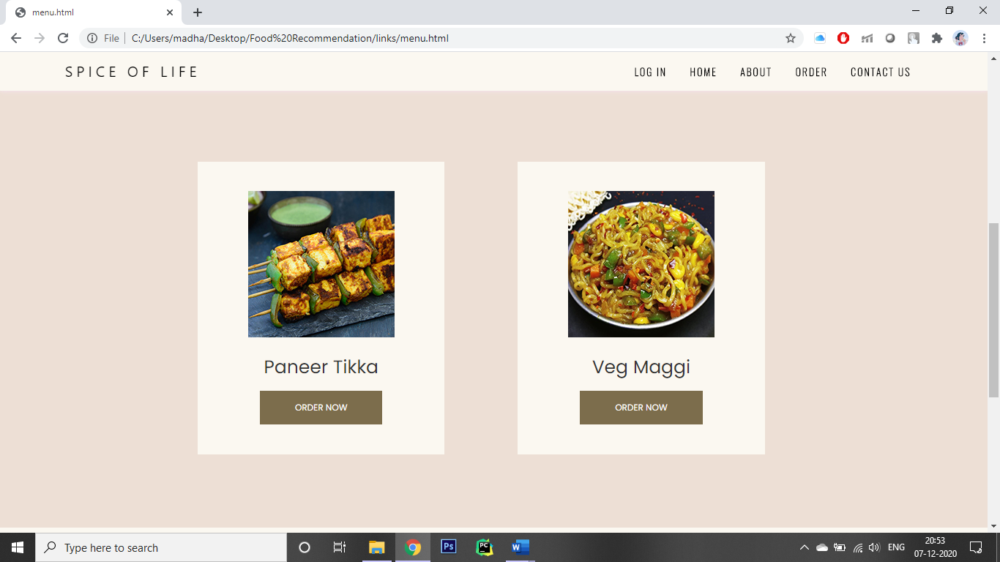 menu.html
File
C:/Users/madha/Desktop/Food%20Recommendation/links/menu.html
SPICE OF LIFE
LOG IN HOME ABOUT ORDER CONTACT US
Paneer Tikka
Veg Maggi
ORDER NOW
ORDER NOW
Type here to search
Ps
PC
W
ENG
20:53
07-12-2020